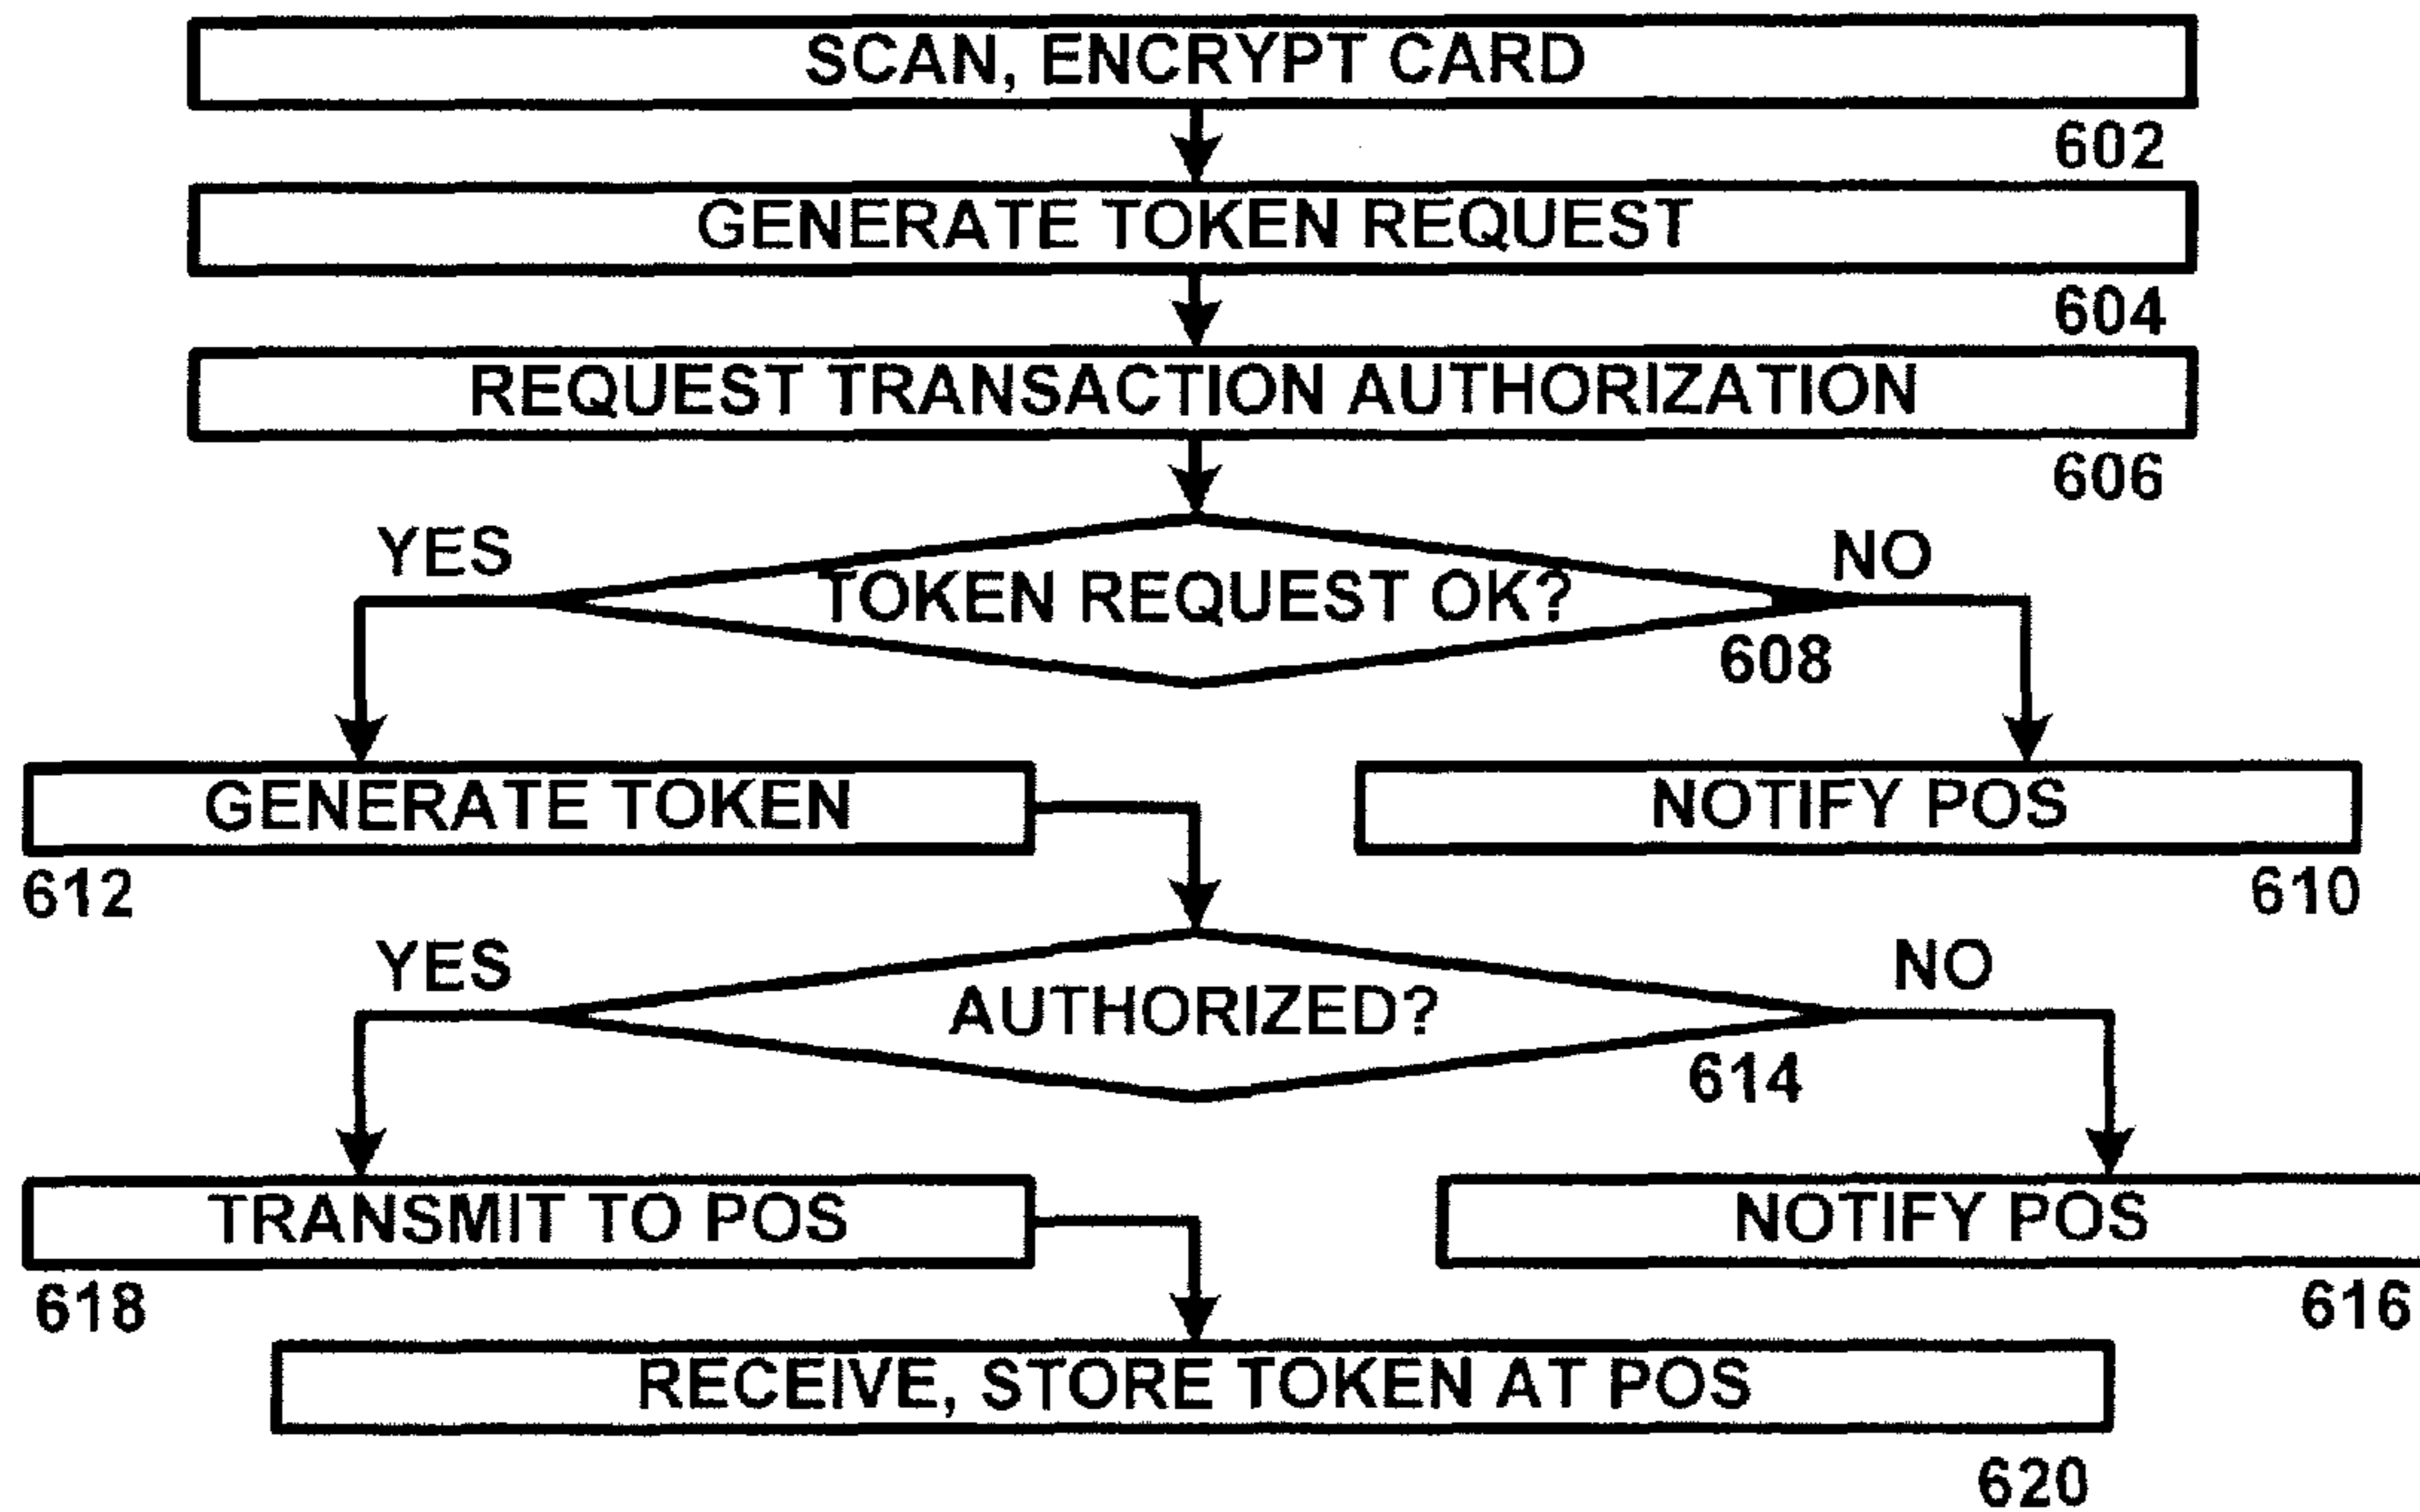 SCAN, ENCRYPT CARD
602
GENERATE TOKEN REQUEST
604
REQUEST TRANSACTION AUTHORIZATION
606
YES
NO
TOKEN REQUEST OK?
608
GENERATE TOKEN
NOTIFY POS
612
610
YES
NO
AUTHORIZED?
614
TRANSMIT TO POS
NOTIFY POS
618
616
RECEIVE, STORE TOKEN AT POS
620